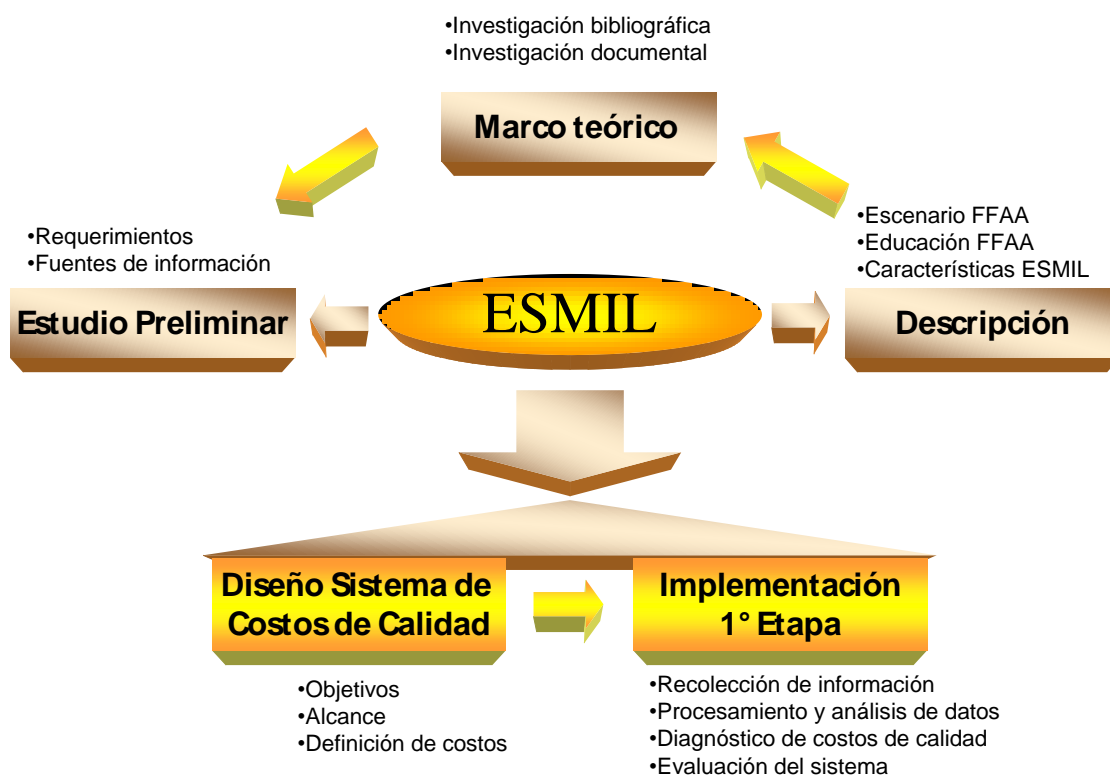 •Investigación bibliográfica
•Investigación documental
Marco teórico
•Requerimientos
•Fuentes de información
Estudio Preliminar
ESMIL
•Escenario FFAA
•Educación FFAA
•Características ESMIL
Descripción
Diseño Sistema de
Costos de Calidad
Implementación
1° Etapa
•Objetivos
•Alcance
•Definición de costos
•Recolección de información
•Procesamiento y análisis de datos
•Diagnóstico de costos de calidad
•Evaluación del sistema